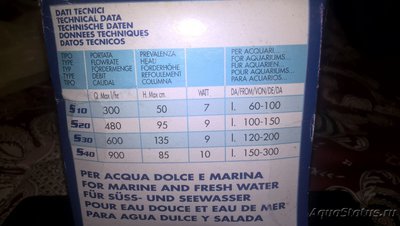 DATI TECNICI
TECHNICAL DATA
TECHNISCHE DATEN
DONNEES TECHNIQUES
DATOS TECNICOS
TIPO PORTATA PREVALENZA PER ACQUARI...
TYPE FLOWRATE HEAD FOR AQUARIUMS...
TYP FÖRDERMENGE FÖRDERHÖHE FÜR AQUARIEN...
TYPE DÉBIT REFOULEMENT POUR AQUARIUMS...
TIPO CAUDAL COLUMNA PARA ACUARIOS...
Q. Max l/hr H. Max cm. WATT DA/FROM/VON/DE/DA
S10 300 50 7 l. 60-100
S20 480 95 9 l. 100-150
S30 600 135 9 l. 120-200
S40 900 85 10 l. 150-300
PER ACQUA DOLCE E MARINA
FOR MARINE AND FRESH WATER
FÜR SÜSS- UND SEEWASSER
POUR EAU DOUCE ET EAU DE MER
PARA AGUA DULCE Y SALADA
AquaStatus.ru